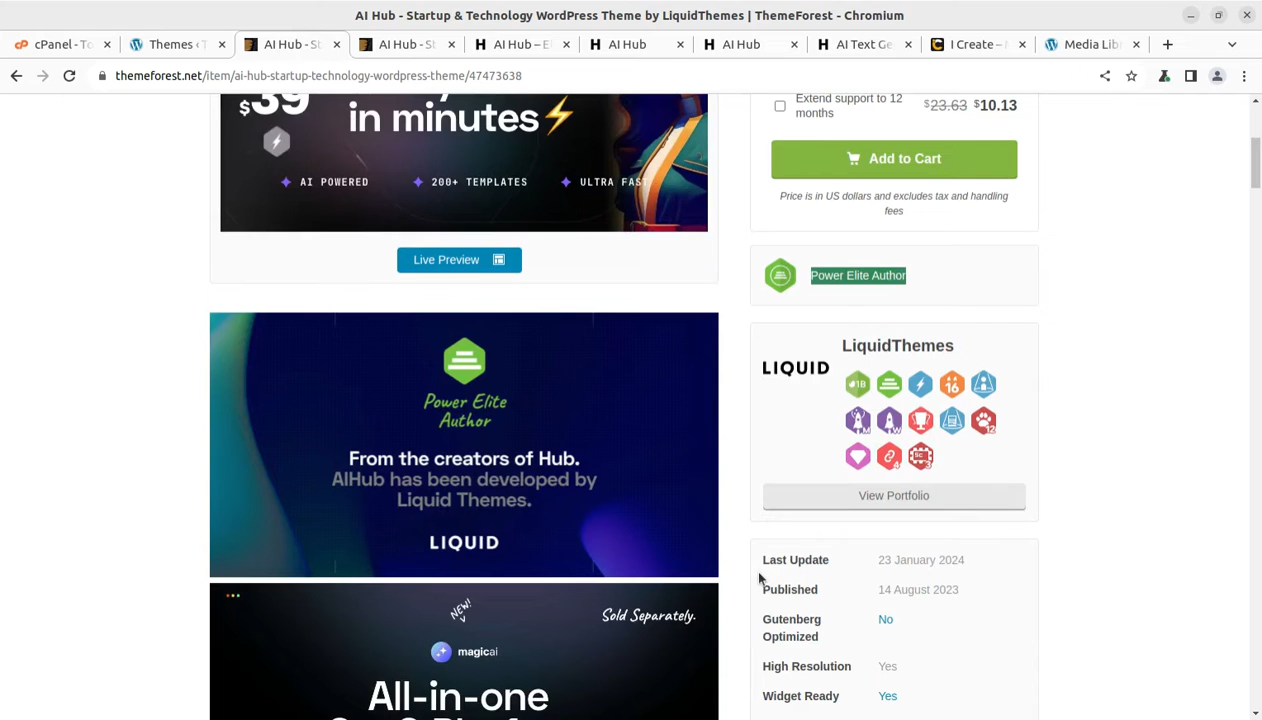 AI Hub - Startup & Technology WordPress Theme by LiquidThemes | ThemeForest - Chromium
cPanel - To
Themes ‹
AI Hub - St
AI Hub - St
AI Hub – E
AI Hub
AI Hub
AI Text Ge
I Create –
Media Lib
themeforest.net/item/ai-hub-startup-technology-wordpress-theme/47473638
$39
in minutes⚡
AI POWERED
200+ TEMPLATES
ULTRA FAST
Live Preview
Power Elite
Author
From the creators of Hub.
AIHub has been developed by
Liquid Themes.
LIQUID
NEW!
Sold Separately.
magicai
All-in-one
Extend support to 12
months
$23.63 $10.13
Add to Cart
Price is in US dollars and excludes tax and handling
fees
Power Elite Author
LiquidThemes
LIQUID
1B
16
M
W
12
4
Sc
3
View Portfolio
Last Update 23 January 2024
Published 14 August 2023
Gutenberg
Optimized
No
High Resolution Yes
Widget Ready Yes